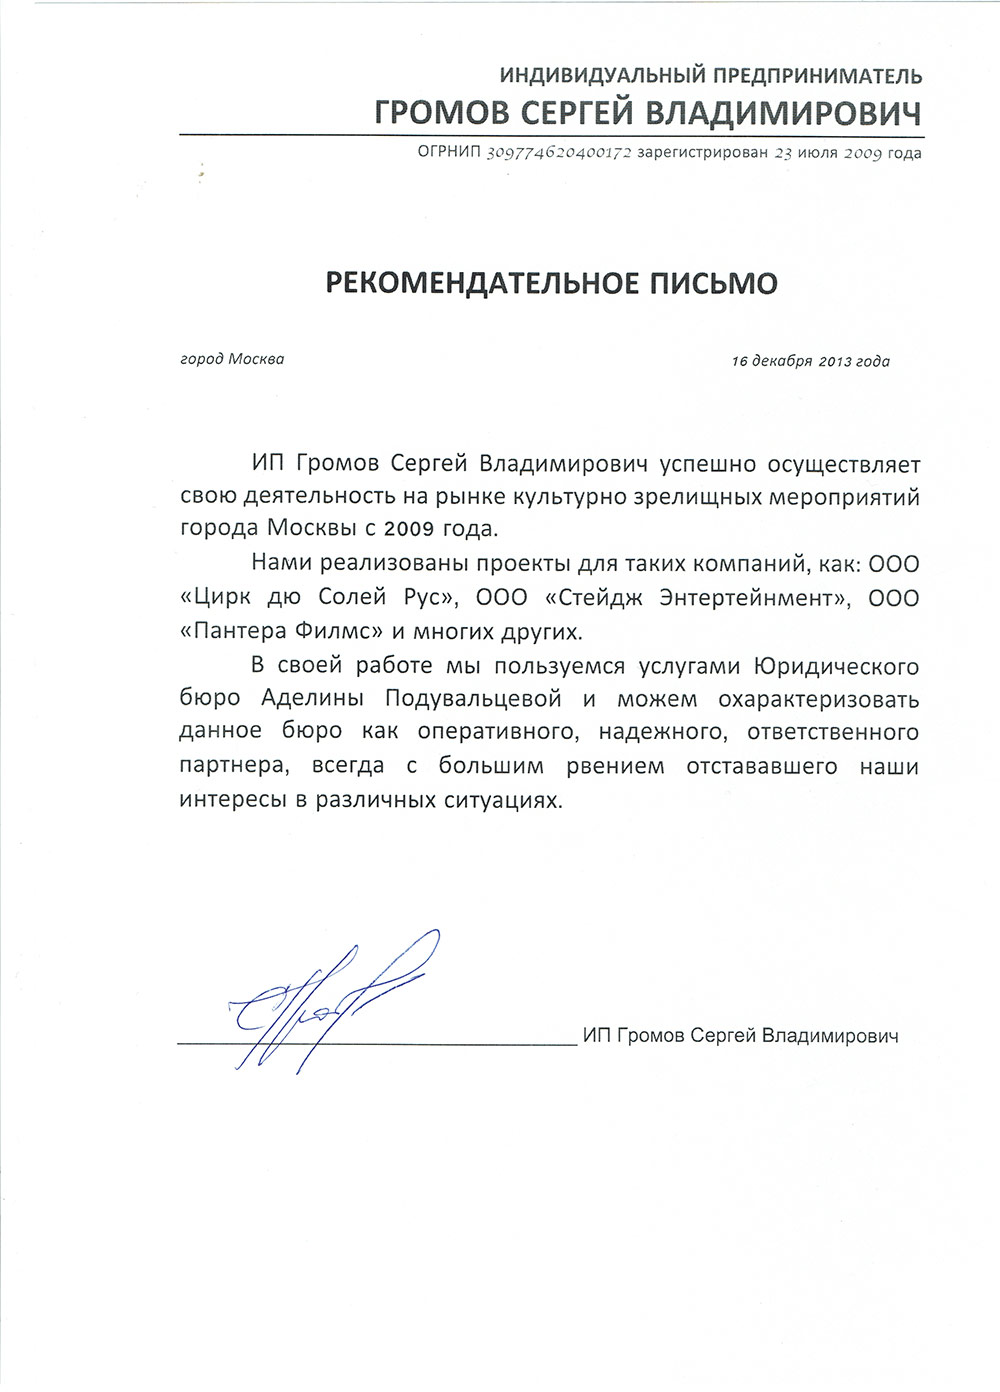 ИНДИВИДУАЛЬНЫЙ ПРЕДПРИНИМАТЕЛЬ
ГРОМОВ СЕРГЕЙ ВЛАДИМИРОВИЧ
ОГРНИП 309774620400172 зарегистрирован 23 июля 2009 года
РЕКОМЕНДАТЕЛЬНОЕ ПИСЬМО
город Москва 16 декабря 2013 года
ИП Громов Сергей Владимирович успешно осуществляет
свою деятельность на рынке культурно зрелищных мероприятий
города Москвы с 2009 года.
Нами реализованы проекты для таких компаний, как: ООО
«Цирк дю Солей Рус», ООО «Стейдж Энтертейнмент», ООО
«Пантера Филмс» и многих других.
В своей работе мы пользуемся услугами Юридического
бюро Аделины Подувальцевой и можем охарактеризовать
данное бюро как оперативного, надежного, ответственного
партнера, всегда с большим рвением отстававшего наши
интересы в различных ситуациях.
ИП Громов Сергей Владимирович